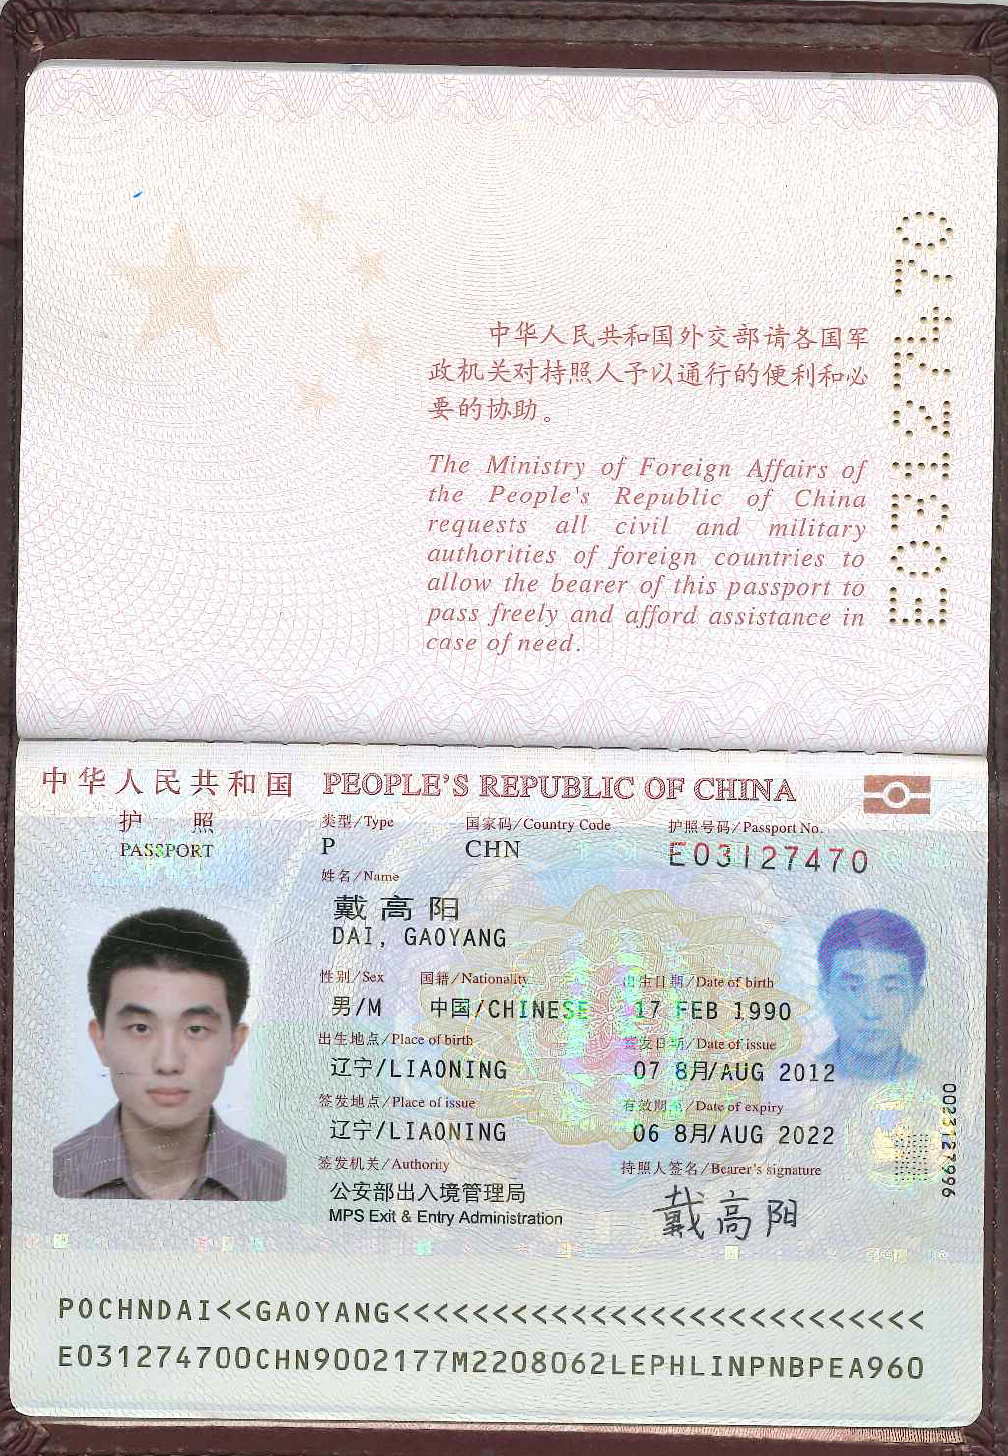 中华人民共和国外交部请各国军
政机关对持照人予以通行的便利和必
要的协助。
The Ministry of Foreign Affairs of
the People's Republic of China
requests all civil and military
authorities of foreign countries to
allow the bearer of this passport to
pass freely and afford assistance in
case of need.
E03127470
中华人民共和国 PEOPLE'S REPUBLIC OF CHINA
护 照
PASSPORT
类型/Type 国家码/Country Code 护照号码/Passport No.
P CHN E03127470
姓名/Name
戴高阳
DAI, GAOYANG
性别/Sex 国籍/Nationality 出生日期/Date of birth
男/M 中国/CHINESE 17 FEB 1990
出生地点/Place of birth 签发日期/Date of issue
辽宁/LIAONING 07 8月/AUG 2012
签发地点/Place of issue 有效期至/Date of expiry
辽宁/LIAONING 06 8月/AUG 2022
签发机关/Authority 持照人签名/Bearer's signature
公安部出入境管理局
MPS Exit & Entry Administration
戴高阳
0023127996
POCHNDAI<<GAOYANG<<<<<<<<<<<<<<<<<<<<<<<<<<<
E031274700CHN9002177M2208062LEPHLINPNBPEA960